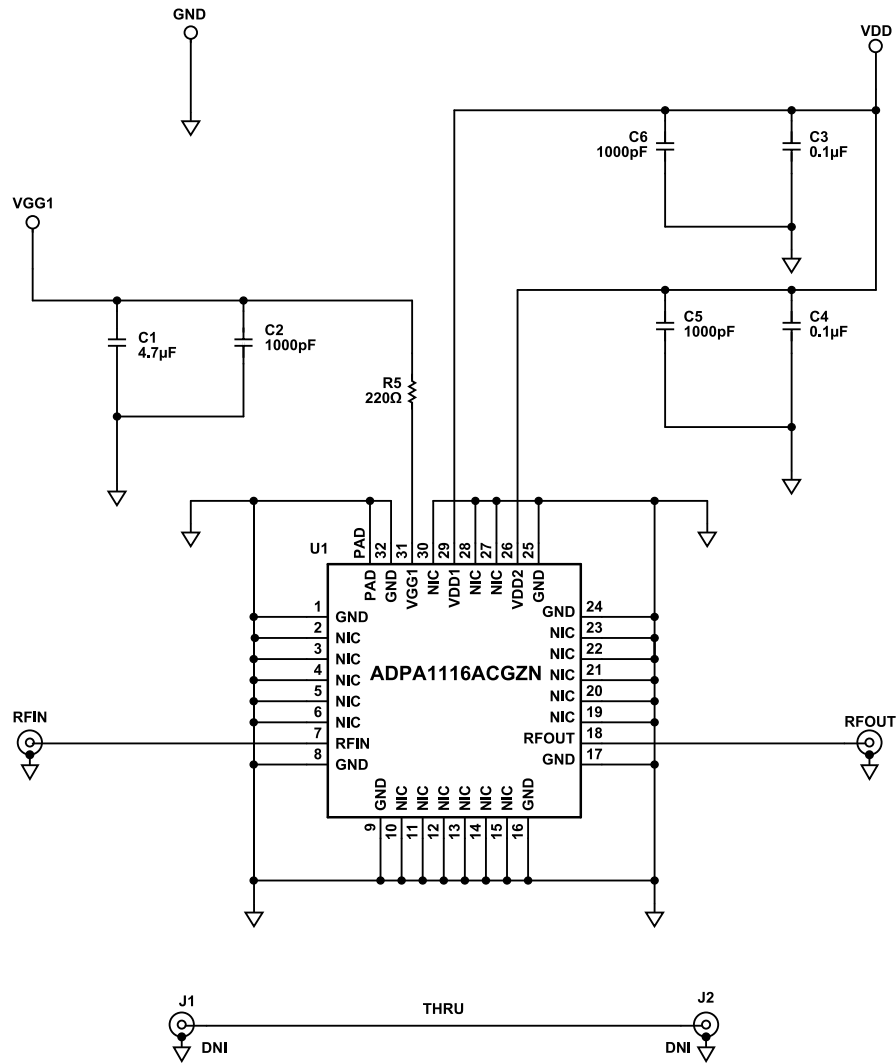 GND
VDD
C6
1000pF
C3
0.1µF
VGG1
C5
1000pF
C4
0.1µF
C1
4.7µF
C2
1000pF
R5
220Ω
U1
PAD
32
31
30
29
28
27
26
25
PAD
GND
VGG1
NIC
VDD1
NIC
NIC
VDD2
GND
1 GND
2 NIC
3 NIC
4 NIC
5 NIC
6 NIC
7 RFIN
8 GND
ADPA1116ACGZN
GND 24
NIC 23
NIC 22
NIC 21
NIC 20
NIC 19
RFOUT 18
GND 17
RFIN
RFOUT
GND
NIC
NIC
NIC
NIC
NIC
NIC
GND
9
10
11
12
13
14
15
16
J1
THRU
J2
DNI
DNI